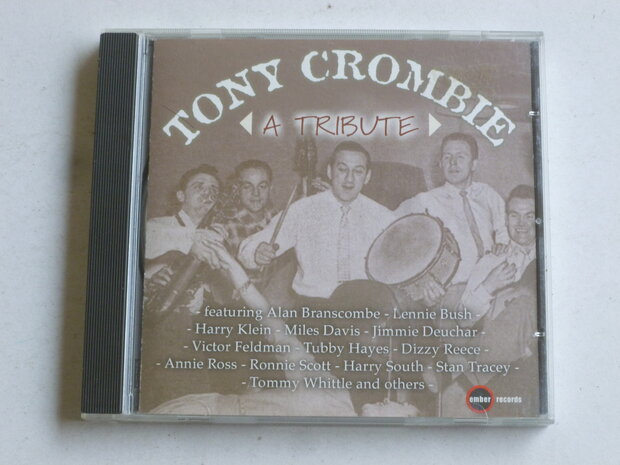 TONY CROMBIE
A TRIBUTE
- featuring Alan Branscombe - Lennie Bush -
- Harry Klein - Miles Davis - Jimmie Deuchar -
- Victor Feldman - Tubby Hayes - Dizzy Reece -
- Annie Ross - Ronnie Scott - Harry South - Stan Tracey -
- Tommy Whittle and others -
ember records